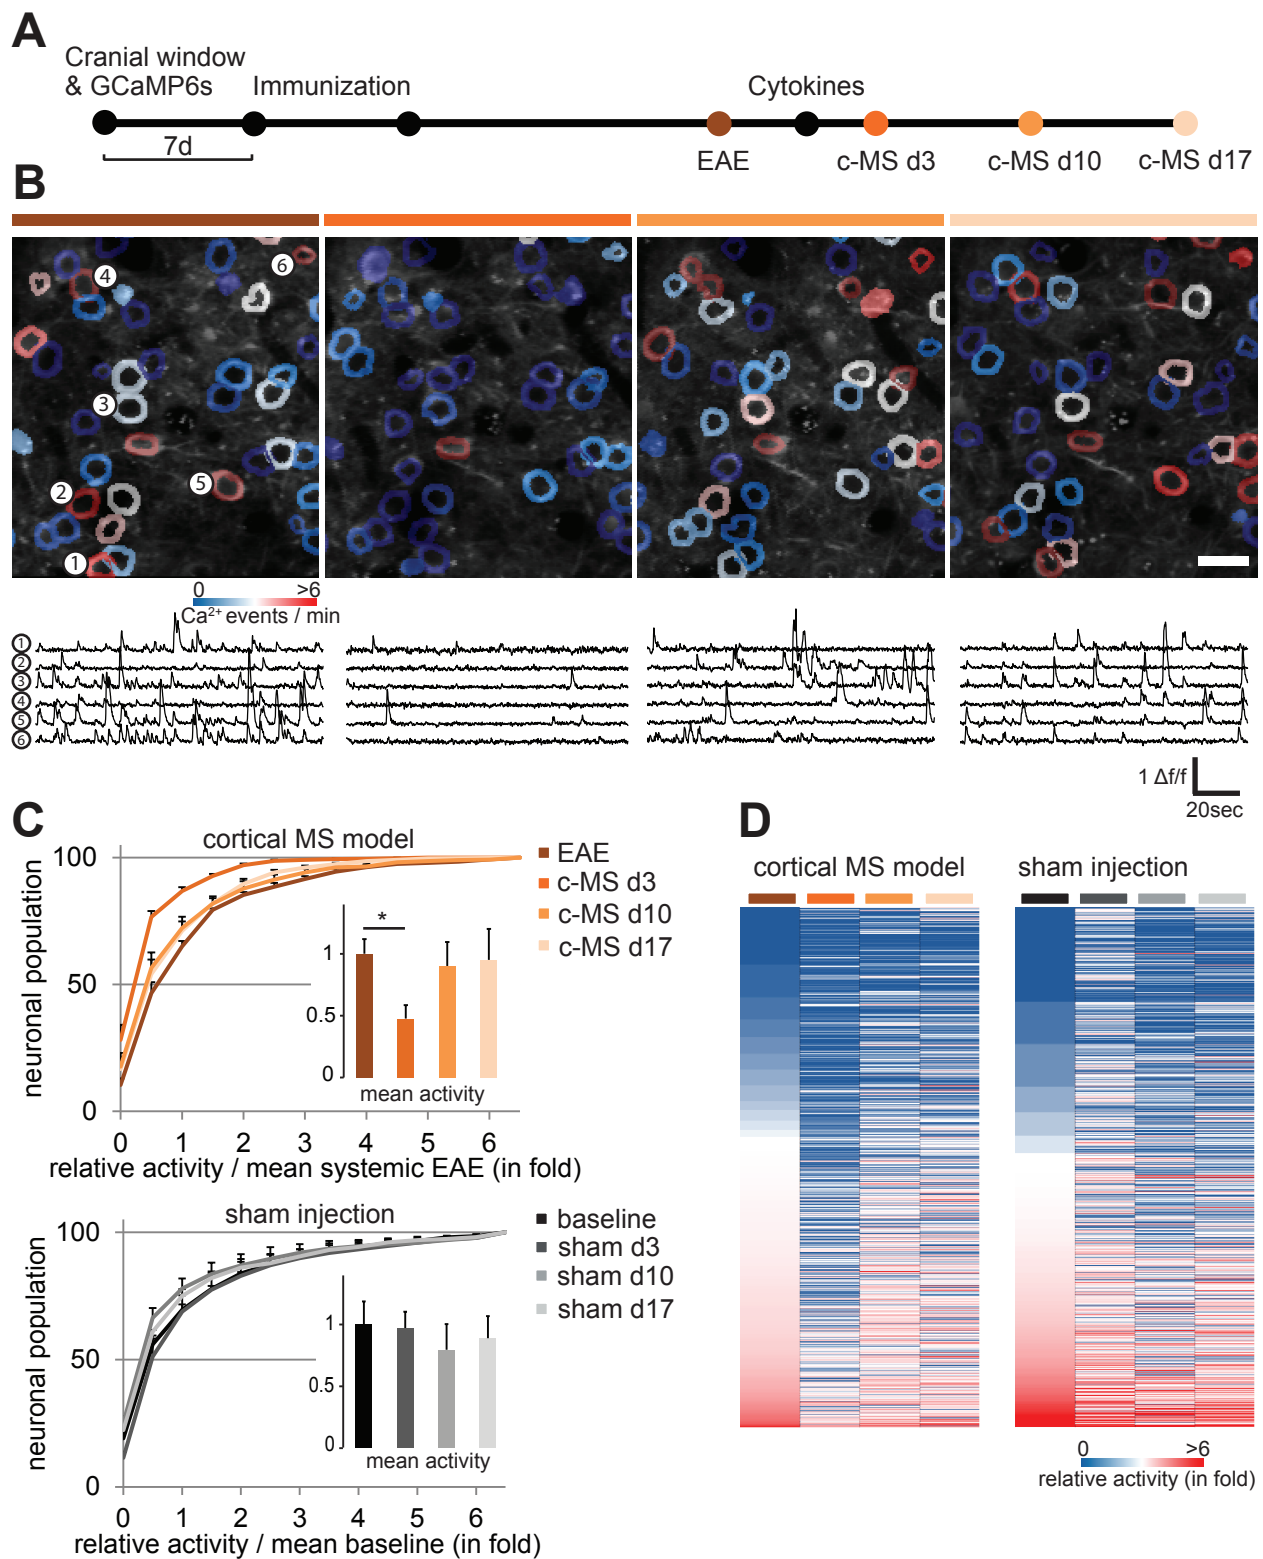 A
Cranial window
& GCaMP6s
Immunization
Cytokines
7d
EAE
c-MS d3
c-MS d10
c-MS d17
B
4
6
3
2
5
1
0
>6
Ca2+ events / min
1
2
3
4
5
6
1 Δf/f
20sec
C
cortical MS model
100
50
0
neuronal population
EAE
c-MS d3
c-MS d10
c-MS d17
*
1
0.5
0
mean activity
0 1 2 3 4 5 6
relative activity / mean systemic EAE (in fold)
sham injection
100
50
0
neuronal population
baseline
sham d3
sham d10
sham d17
1
0.5
0
mean activity
0 1 2 3 4 5 6
relative activity / mean baseline (in fold)
D
cortical MS model
sham injection
0
>6
relative activity (in fold)